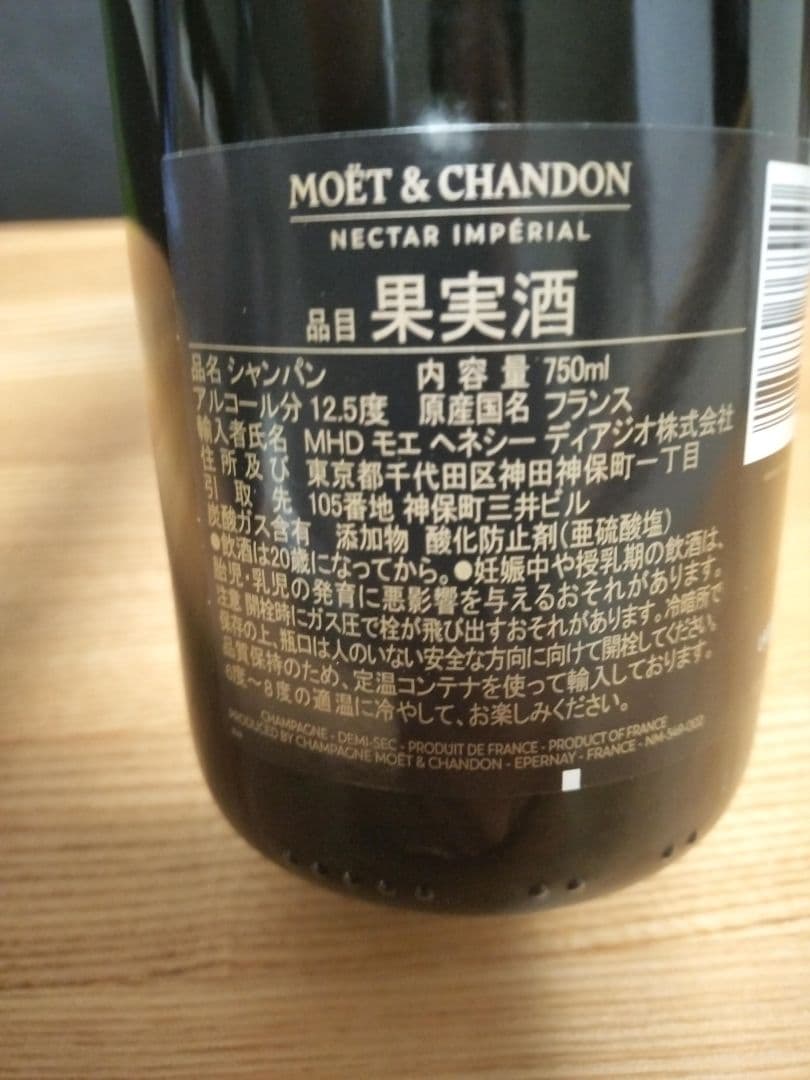 MOËT & CHANDON
NECTAR IMPÉRIAL
品目 果実酒
品名 シャンパン 内容量 750ml
アルコール分 12.5度 原産国名 フランス
輸入者氏名 MHD モエ ヘネシー ディアジオ株式会社
住所及び 東京都千代田区神田神保町一丁目
引取先 105番地 神保町三井ビル
炭酸ガス含有 添加物 酸化防止剤(亜硫酸塩)
●飲酒は20歳になってから。●妊娠中や授乳期の飲酒は、
胎児・乳児の発育に悪影響を与えるおそれがあります。
注意 開栓時にガス圧で栓が飛び出すおそれがあります。冷暗所で
保存の上、瓶口は人のいない安全な方向に向けて開栓してください。
品質保持のため、定温コンテナを使って輸入しております。
6度～8度の適温に冷やして、お楽しみください。
CHAMPAGNE - DEMI-SEC - PRODUIT DE FRANCE - PRODUCT OF FRANCE
PRODUCED BY CHAMPAGNE MOËT & CHANDON - EPERNAY - FRANCE - NM-549-002